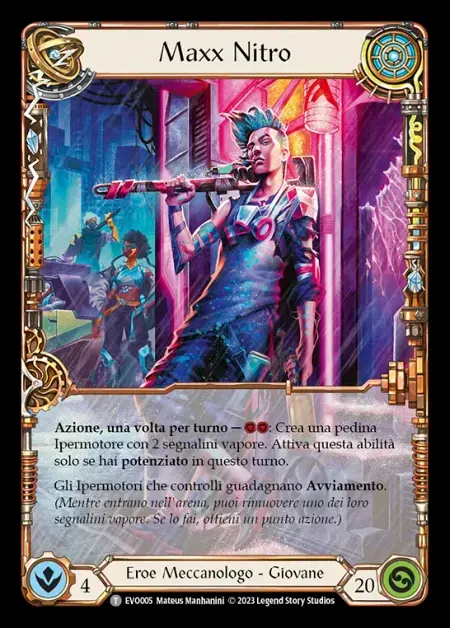 Maxx Nitro
Azione, una volta per turno — : Crea una pedina
Ipermotore con 2 segnalini vapore. Attiva questa abilità
solo se hai potenziato in questo turno.
Gli Ipermotori che controlli guadagnano Avviamento.
(Mentre entrano nell'arena, puoi rimuovere uno dei loro
segnalini vapore. Se lo fai, ottieni un punto azione.)
4
Eroe Meccanologo - Giovane
20
T EVO005 Mateus Manhanini © 2023 Legend Story Studios